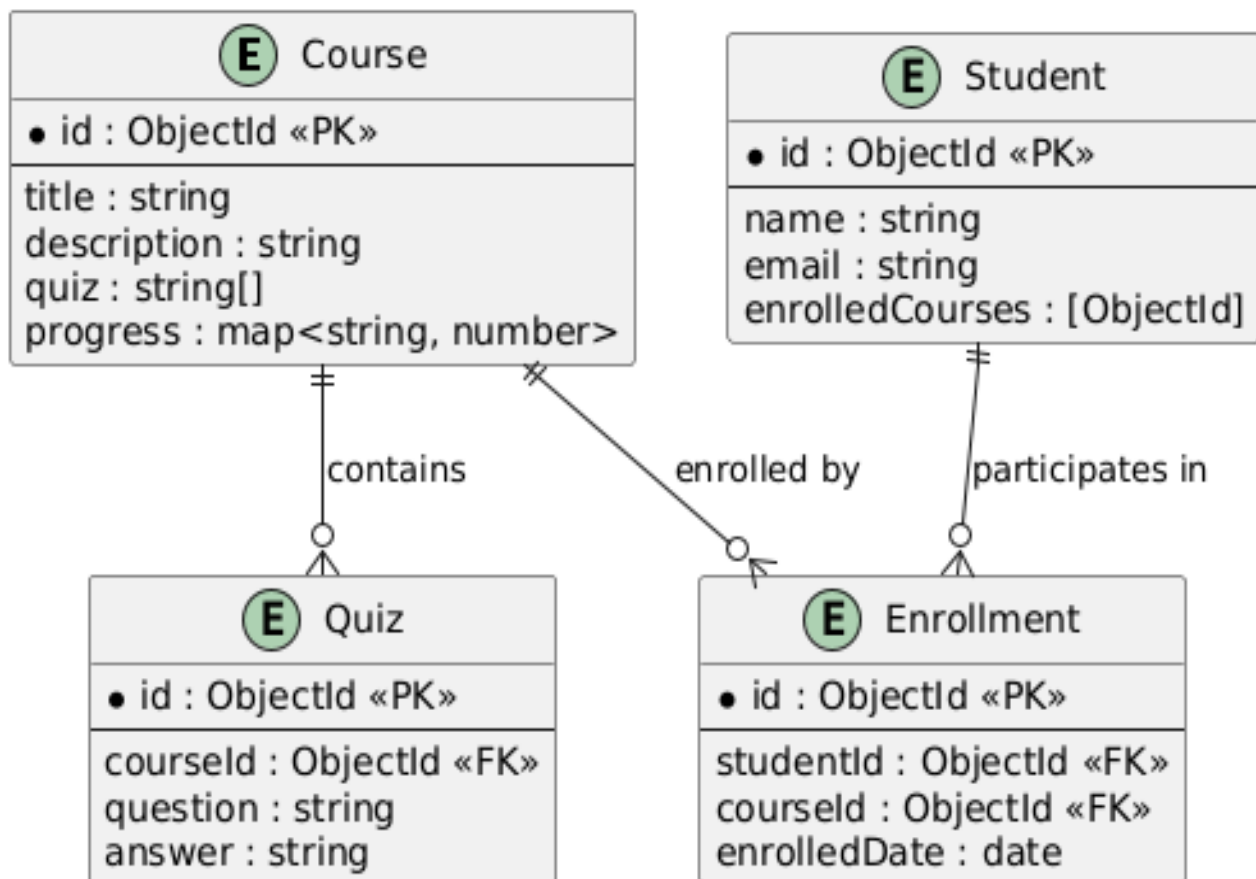 E Course
id : ObjectId «PK»
title : string
description : string
quiz : string[]
progress : map<string, number>
E Student
id : ObjectId «PK»
name : string
email : string
enrolledCourses : [ObjectId]
contains
enrolled by
participates in
E Quiz
id : ObjectId «PK»
courseId : ObjectId «FK»
question : string
answer : string
E Enrollment
id : ObjectId «PK»
studentId : ObjectId «FK»
courseId : ObjectId «FK»
enrolledDate : date